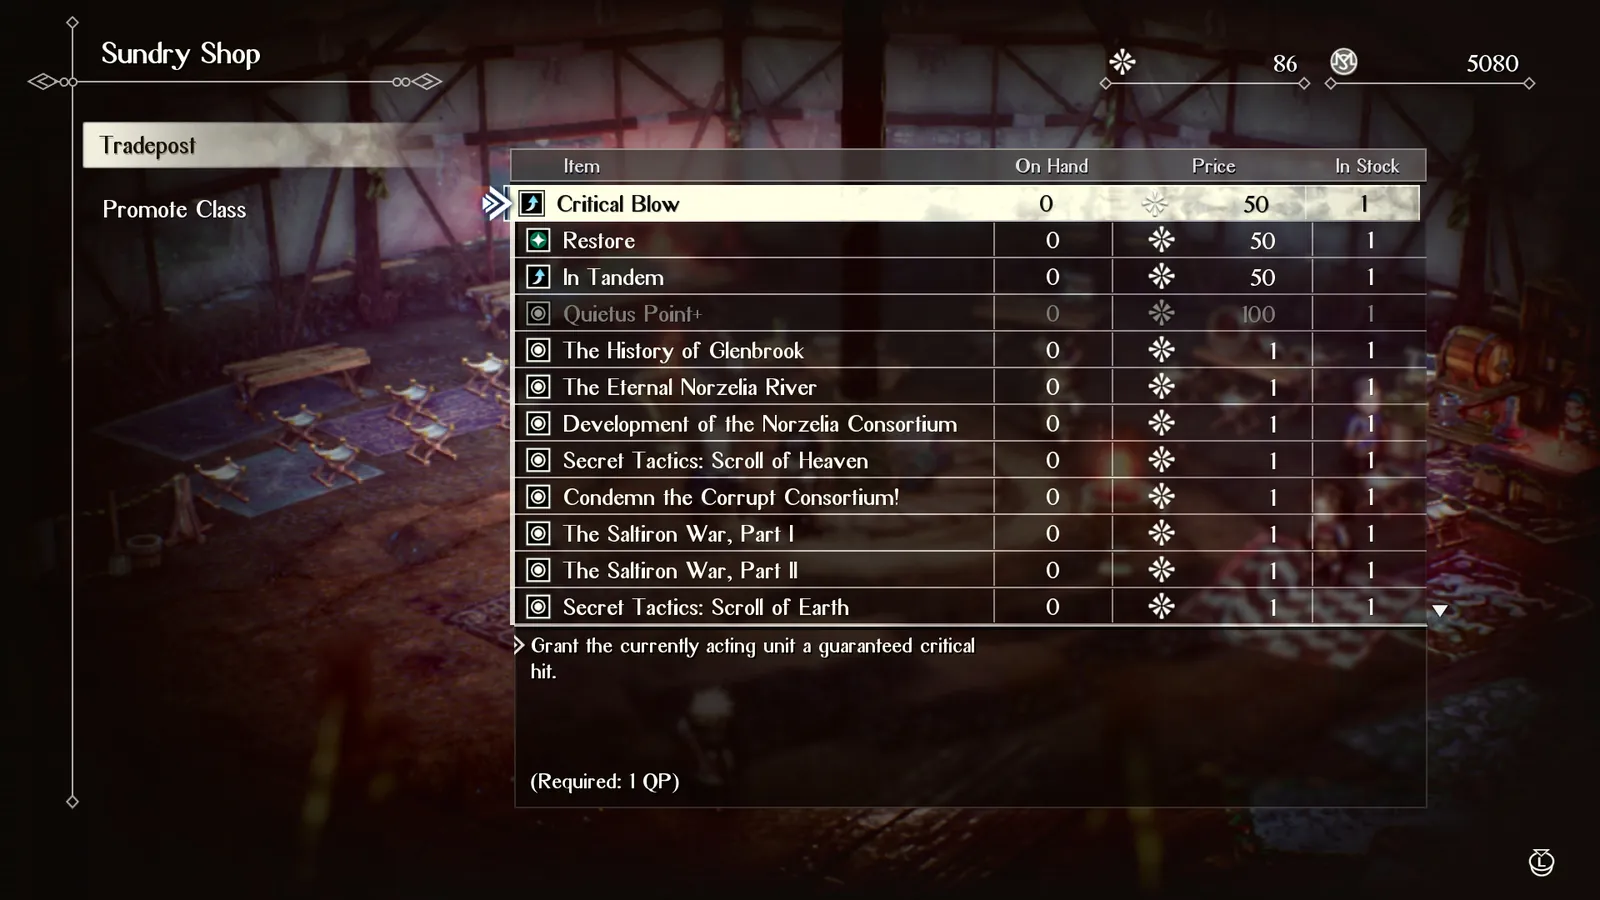 Sundry Shop
86
5080
Tradepost
Promote Class
Item On Hand Price In Stock
Critical Blow 0 50 1
Restore 0 50 1
In Tandem 0 50 1
Quietus Point+ 0 100 1
The History of Glenbrook 0 1 1
The Eternal Norzelia River 0 1 1
Development of the Norzelia Consortium 0 1 1
Secret Tactics: Scroll of Heaven 0 1 1
Condemn the Corrupt Consortium! 0 1 1
The Saltiron War, Part I 0 1 1
The Saltiron War, Part II 0 1 1
Secret Tactics: Scroll of Earth 0 1 1
Grant the currently acting unit a guaranteed critical
hit.
(Required: 1 QP)
L